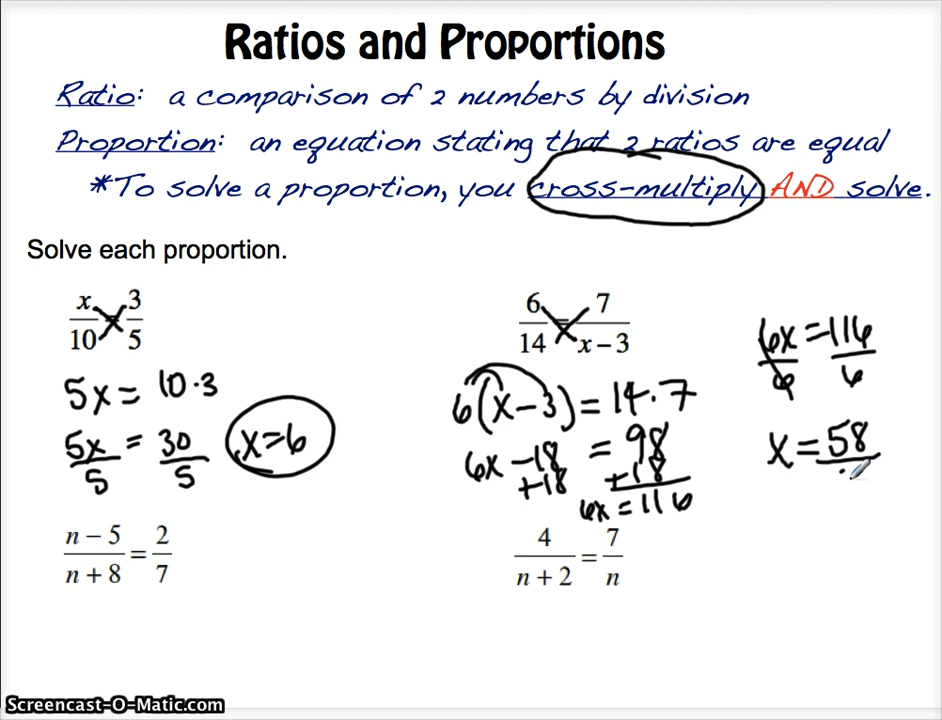 Ratios and Proportions
Ratio: a comparison of 2 numbers by division
Proportion: an equation stating that 2 ratios are equal
*To solve a proportion, you cross-multiply AND solve.
Solve each proportion.
x/10 = 3/5
5x = 10·3
5x/5 = 30/5
x=6
6/14 = 7/x-3
6(x-3) = 14·7
6x -18 = 98
+18 +18
6x = 116
6x/6 = 116/6
x = 58/
n-5/n+8 = 2/7
4/n+2 = 7/n
Screencast-O-Matic.com